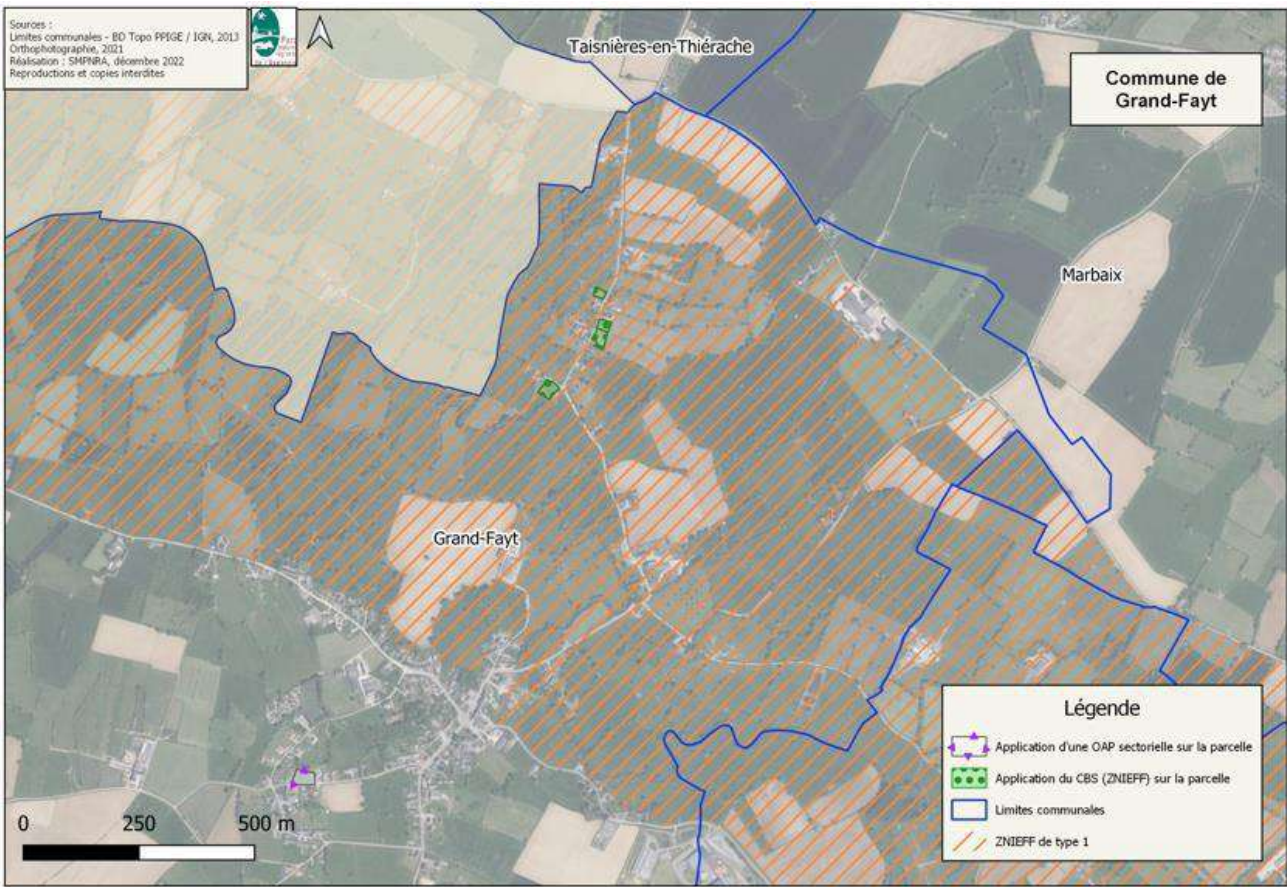 Sources :
Limites communales - BD Topo PPIGE / IGN, 2013
Orthophotographie, 2021
Réalisation : SMPNRA, décembre 2022
Reproductions et copies interdites
Parc
Taisnières-en-Thiérache
Commune de
Grand-Fayt
Marbaix
Grand-Fayt
Légende
Application d'une OAP sectorielle sur la parcelle
Application du CBS (ZNIEFF) sur la parcelle
Limites communales
ZNIEFF de type 1
0 250 500 m